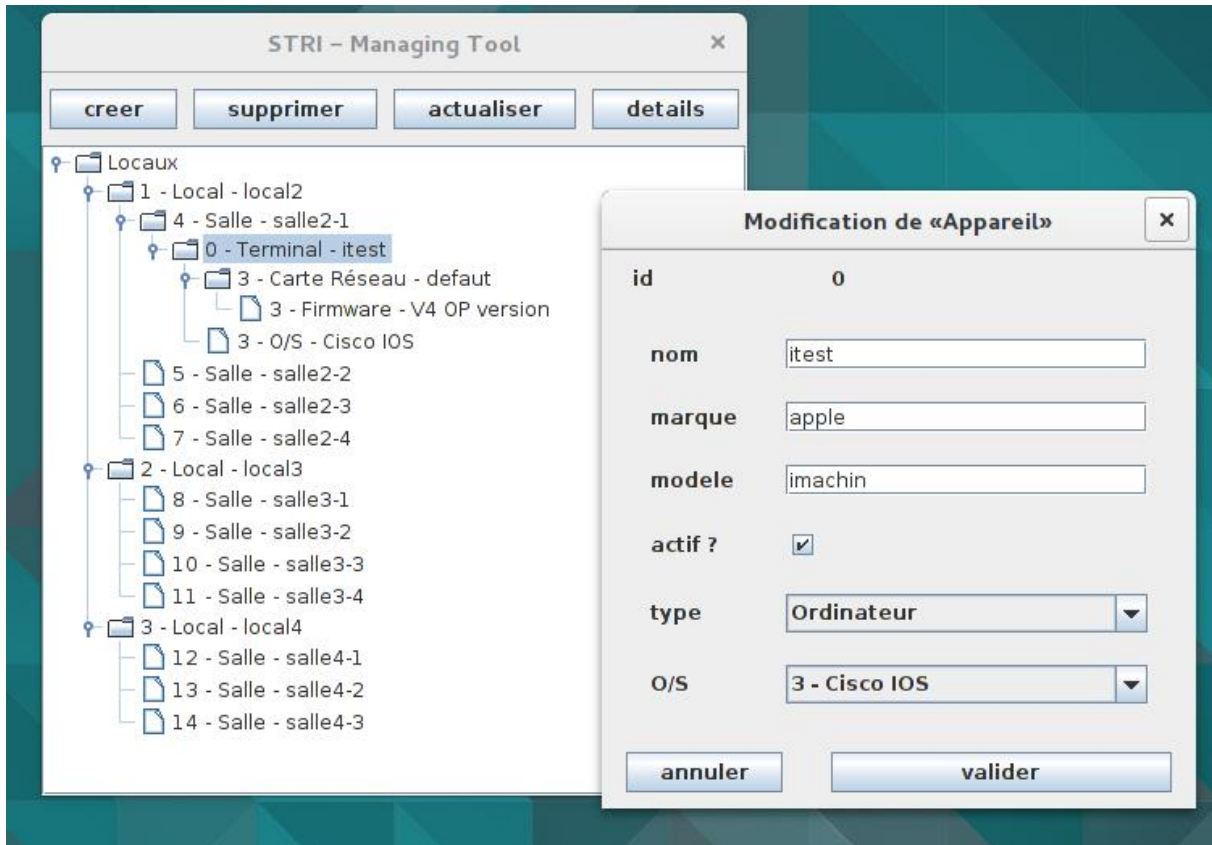 STRI – Managing Tool
creer supprimer actualiser details
Locaux
1 - Local - local2
4 - Salle - salle2-1
0 - Terminal - itest
3 - Carte Réseau - defaut
3 - Firmware - V4 OP version
3 - O/S - Cisco IOS
5 - Salle - salle2-2
6 - Salle - salle2-3
7 - Salle - salle2-4
2 - Local - local3
8 - Salle - salle3-1
9 - Salle - salle3-2
10 - Salle - salle3-3
11 - Salle - salle3-4
3 - Local - local4
12 - Salle - salle4-1
13 - Salle - salle4-2
14 - Salle - salle4-3
Modification de «Appareil»
id 0
nom itest
marque apple
modele imachin
actif ?
type Ordinateur
O/S 3 - Cisco IOS
annuler valider